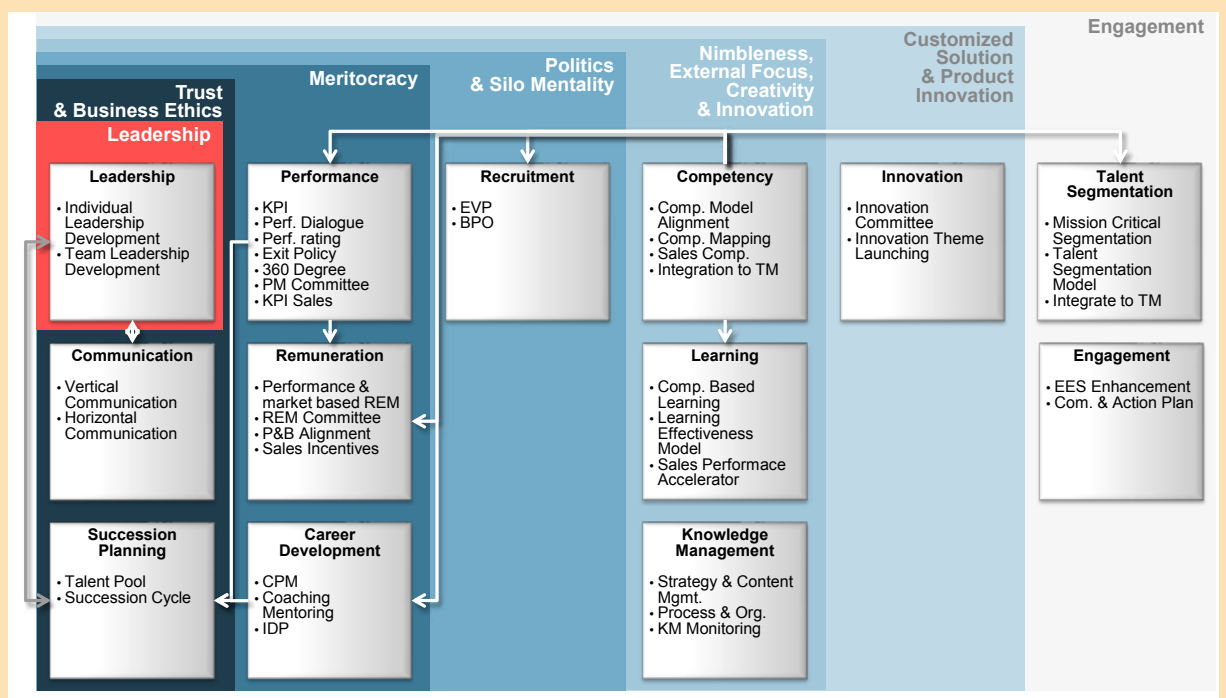 Engagement
Customized
Solution
& Product
Innovation
Nimbleness,
External Focus,
Creativity
& Innovation
Politics
& Silo Mentality
Meritocracy
Trust
& Business Ethics
Leadership
Leadership
• Individual
Leadership
Development
• Team Leadership
Development
Performance
• KPI
• Perf. Dialogue
• Perf. rating
• Exit Policy
• 360 Degree
• PM Committee
• KPI Sales
Recruitment
• EVP
• BPO
Competency
• Comp. Model
Alignment
• Comp. Mapping
• Sales Comp.
• Integration to TM
Innovation
• Innovation
Committee
• Innovation Theme
Launching
Talent
Segmentation
• Mission Critical
Segmentation
• Talent
Segmentation
Model
• Integrate to TM
Communication
• Vertical
Communication
• Horizontal
Communication
Remuneration
• Performance &
market based REM
• REM Committee
• P&B Alignment
• Sales Incentives
Learning
• Comp. Based
Learning
• Learning
Effectiveness
Model
• Sales Performace
Accelerator
Engagement
• EES Enhancement
• Com. & Action Plan
Succession
Planning
• Talent Pool
• Succession Cycle
Career
Development
• CPM
• Coaching
Mentoring
• IDP
Knowledge
Management
• Strategy & Content
Mgmt.
• Process & Org.
• KM Monitoring